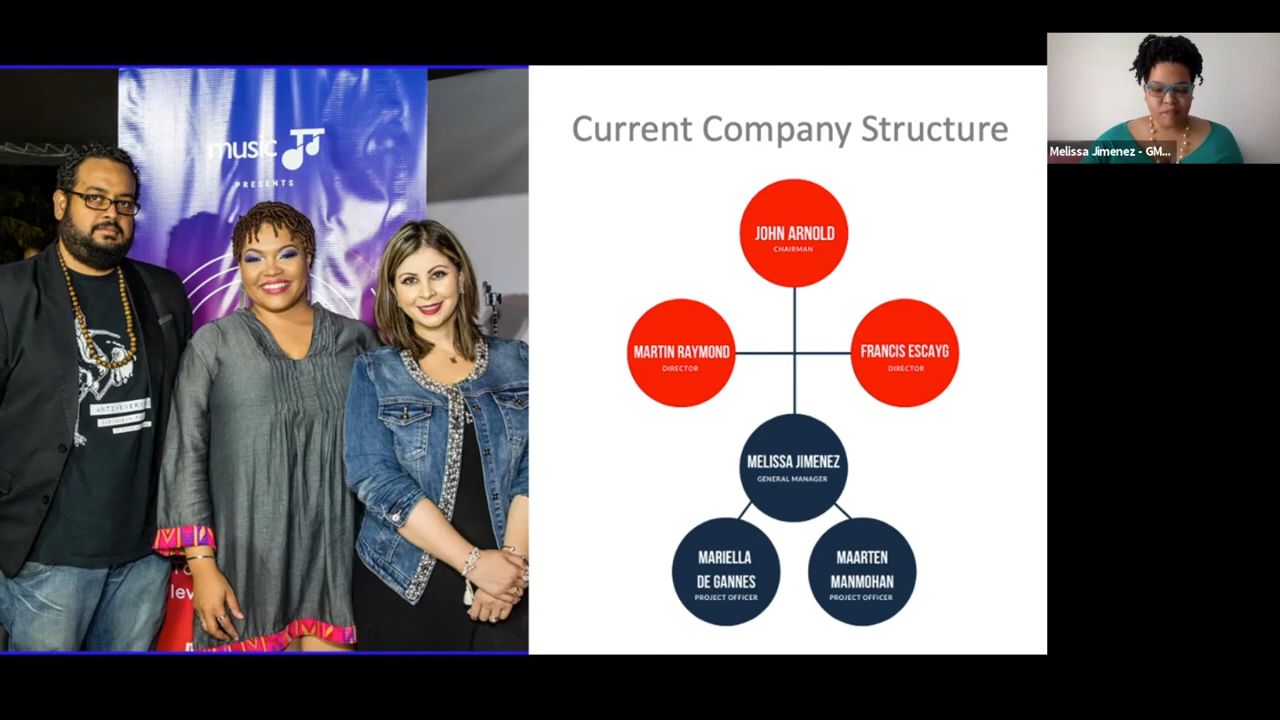 music TT
PRESENTS
Current Company Structure
JOHN ARNOLD
CHAIRMAN
MARTIN RAYMOND
DIRECTOR
FRANCIS ESCAYG
DIRECTOR
MELISSA JIMENEZ
GENERAL MANAGER
MARIELLA
DE GANNES
PROJECT OFFICER
MAARTEN
MANMOHAN
PROJECT OFFICER
Melissa Jimenez - GM...